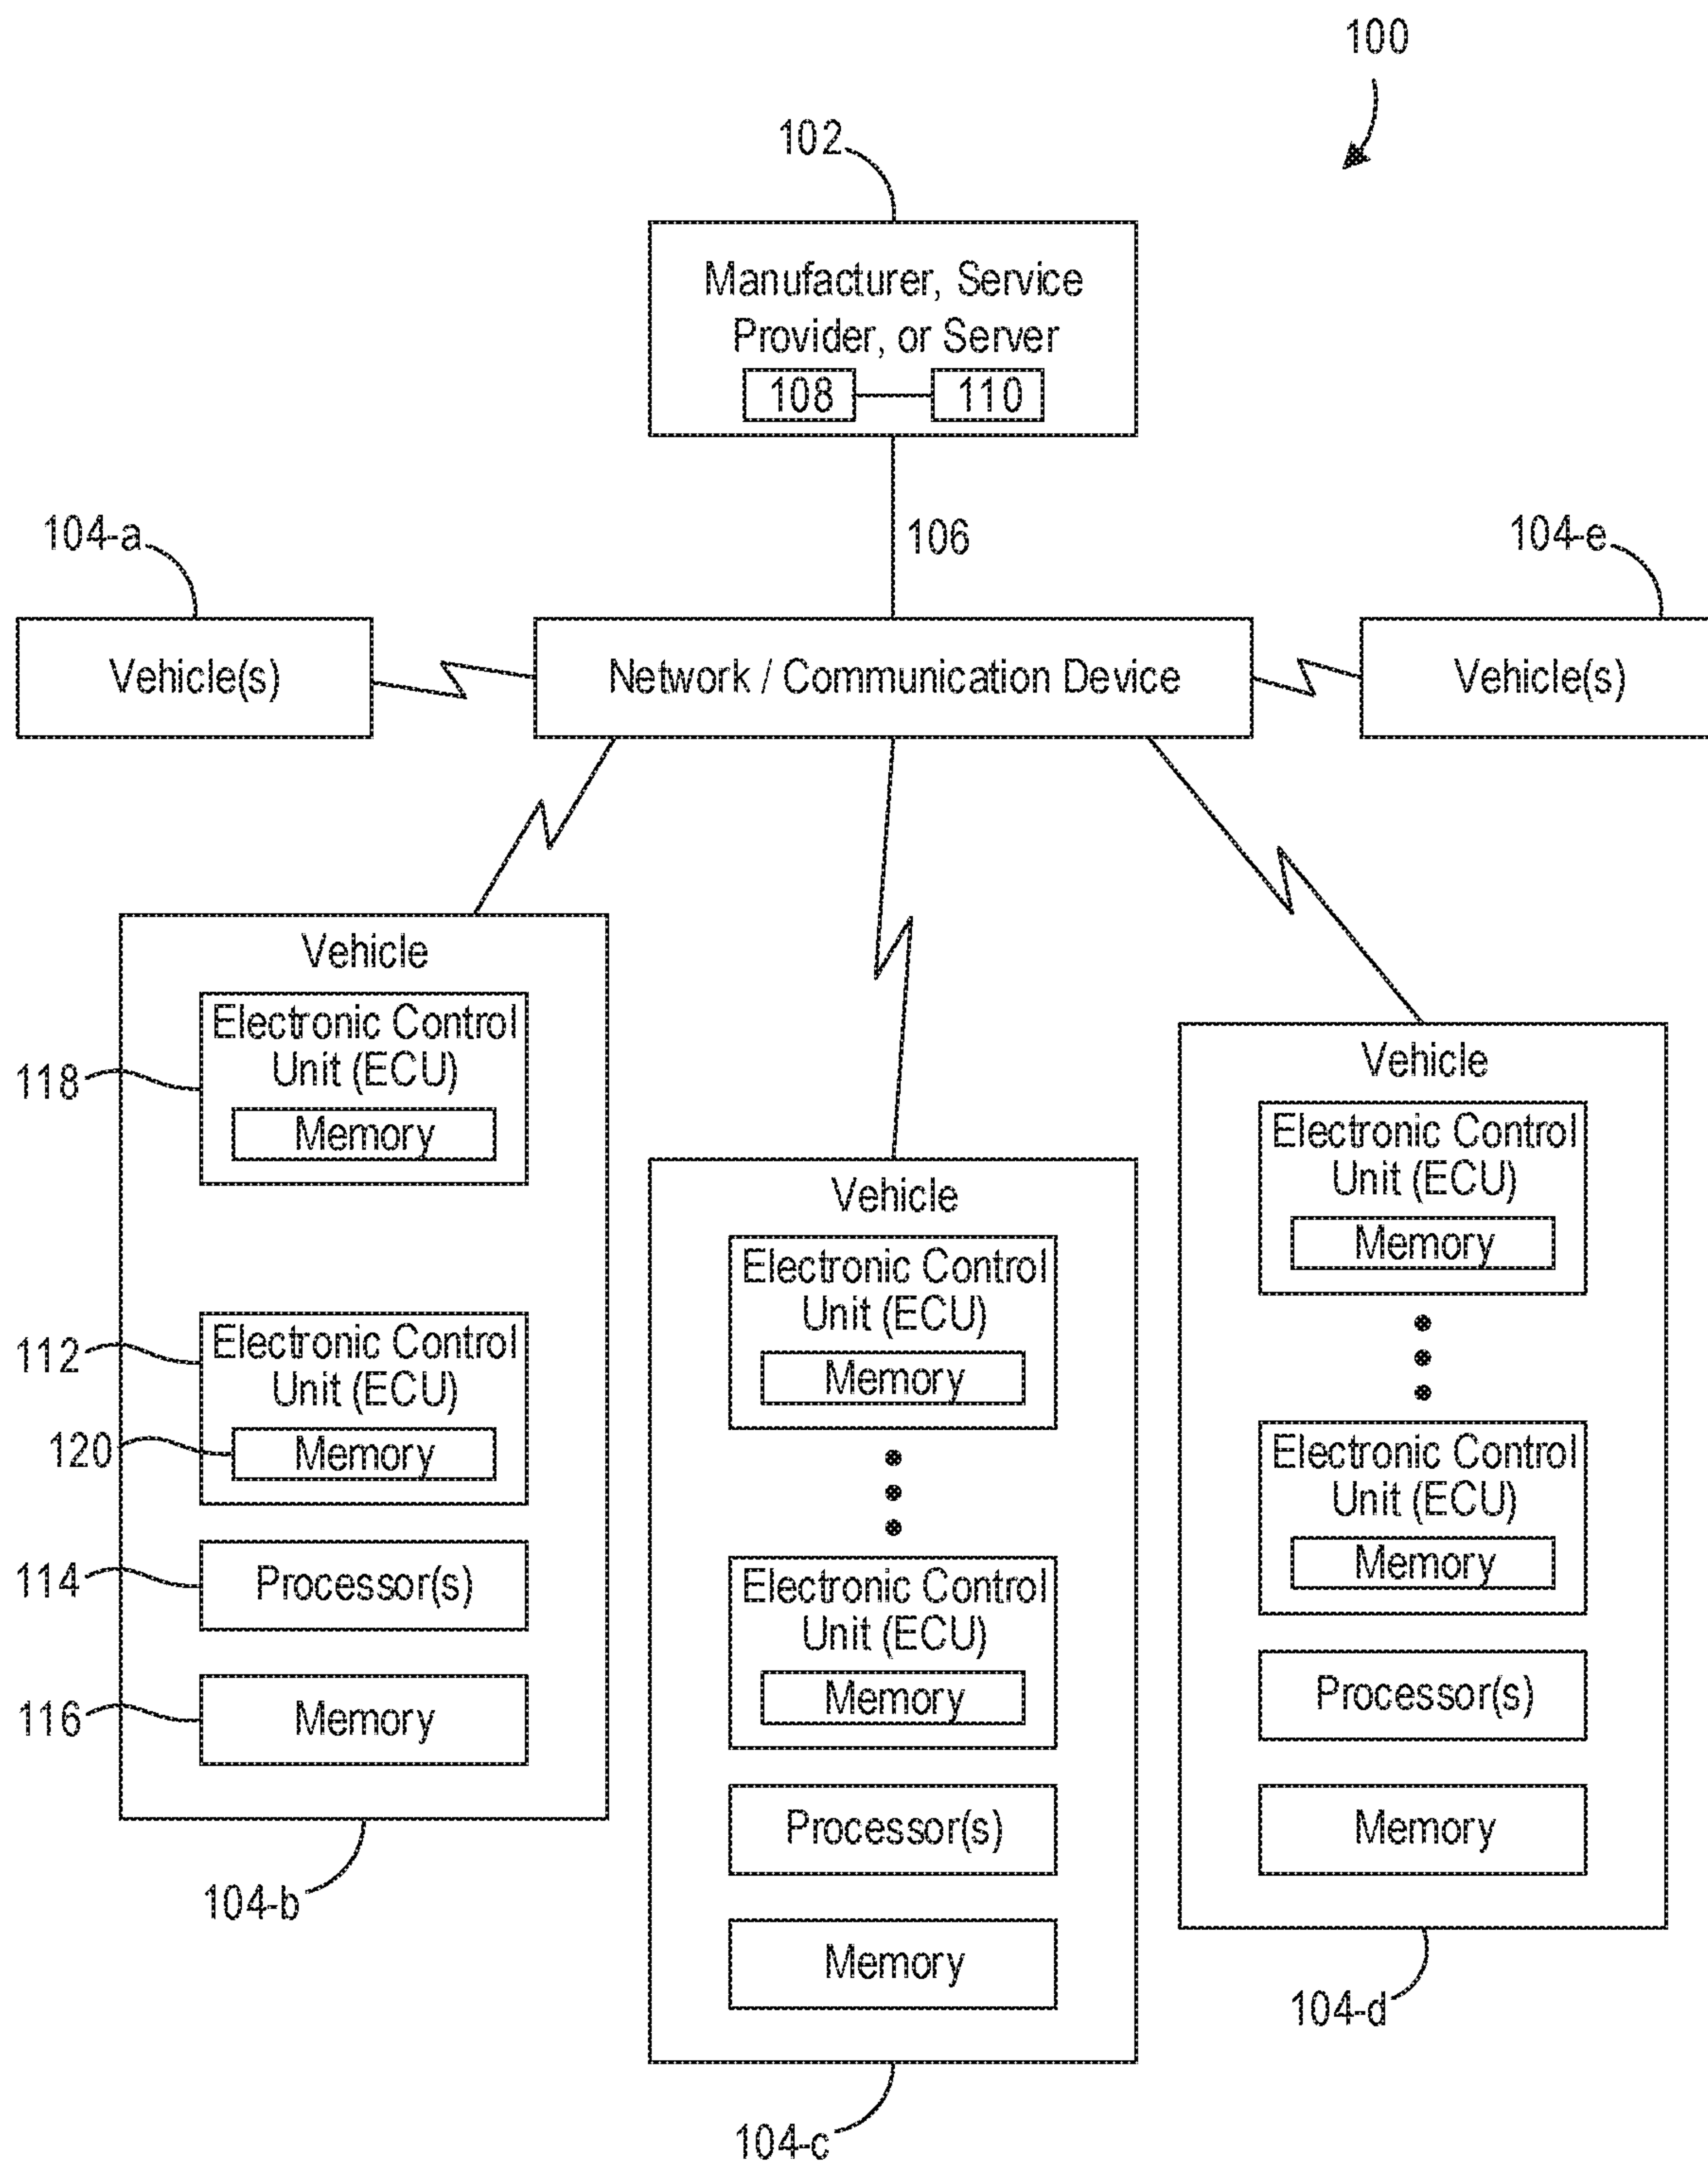 100
102
Manufacturer, Service
Provider, or Server
108
110
106
104-a
104-e
Vehicle(s)
Network / Communication Device
Vehicle(s)
Vehicle
Electronic Control
Unit (ECU)
Memory
118
Electronic Control
Unit (ECU)
Memory
112
120
Processor(s)
114
Memory
116
104-b
Vehicle
Electronic Control
Unit (ECU)
Memory
Electronic Control
Unit (ECU)
Memory
Processor(s)
Memory
104-c
Vehicle
Electronic Control
Unit (ECU)
Memory
Electronic Control
Unit (ECU)
Memory
Processor(s)
Memory
104-d